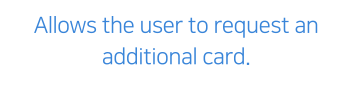 Allows the user to request an
additional card.